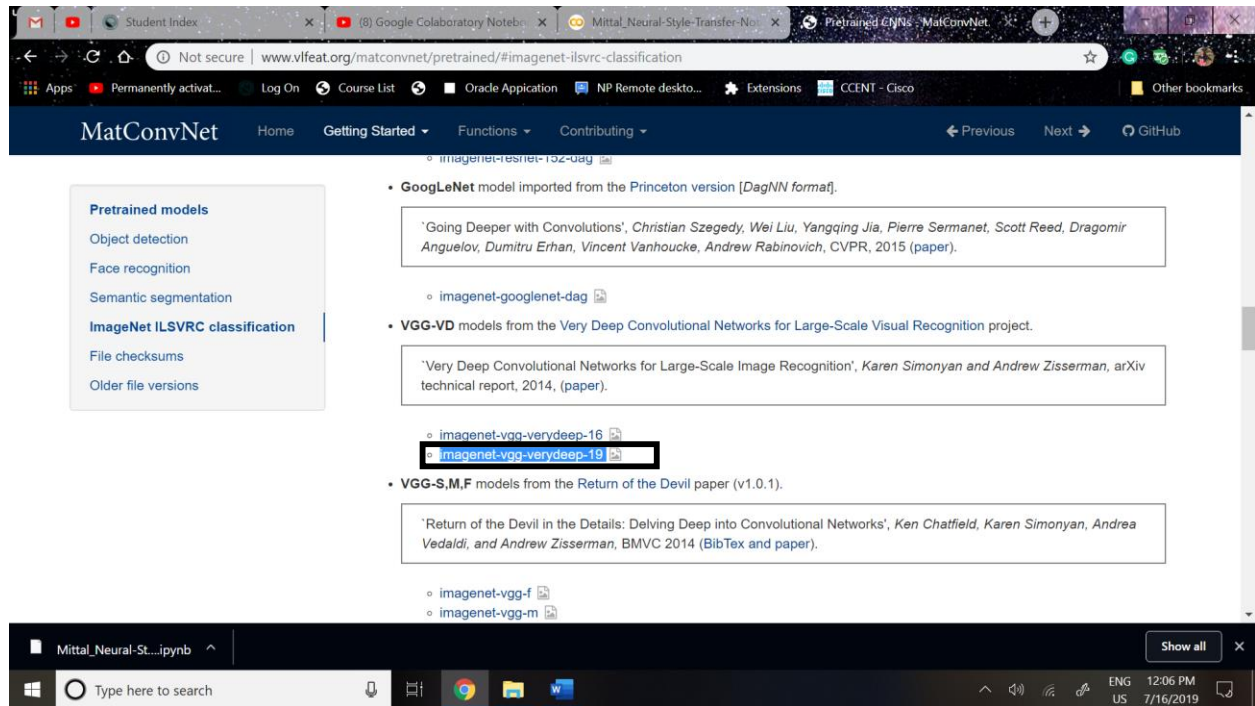 Student Index
(8) Google Colaboratory Notebo
Mittal_Neural-Style-Transfer-No
Pretrained CNNs - MatConvNet
Not secure | www.vlfeat.org/matconvnet/pretrained/#imagenet-ilsvrc-classification
Apps Permanently activat... Log On Course List Oracle Appication NP Remote deskto... Extensions CCENT - Cisco Other bookmarks
MatConvNet Home Getting Started Functions Contributing Previous Next GitHub
imagenet-resnet-152-dag
GoogLeNet model imported from the Princeton version [DagNN format].
`Going Deeper with Convolutions', Christian Szegedy, Wei Liu, Yangqing Jia, Pierre Sermanet, Scott Reed, Dragomir
Anguelov, Dumitru Erhan, Vincent Vanhoucke, Andrew Rabinovich, CVPR, 2015 (paper).
imagenet-googlenet-dag
Pretrained models
Object detection
Face recognition
Semantic segmentation
ImageNet ILSVRC classification
File checksums
Older file versions
VGG-VD models from the Very Deep Convolutional Networks for Large-Scale Visual Recognition project.
`Very Deep Convolutional Networks for Large-Scale Image Recognition', Karen Simonyan and Andrew Zisserman, arXiv
technical report, 2014, (paper).
imagenet-vgg-verydeep-16
imagenet-vgg-verydeep-19
VGG-S,M,F models from the Return of the Devil paper (v1.0.1).
`Return of the Devil in the Details: Delving Deep into Convolutional Networks', Ken Chatfield, Karen Simonyan, Andrea
Vedaldi, and Andrew Zisserman, BMVC 2014 (BibTex and paper).
imagenet-vgg-f
imagenet-vgg-m
Mittal_Neural-St....ipynb Show all
Type here to search ENG 12:06 PM
US 7/16/2019